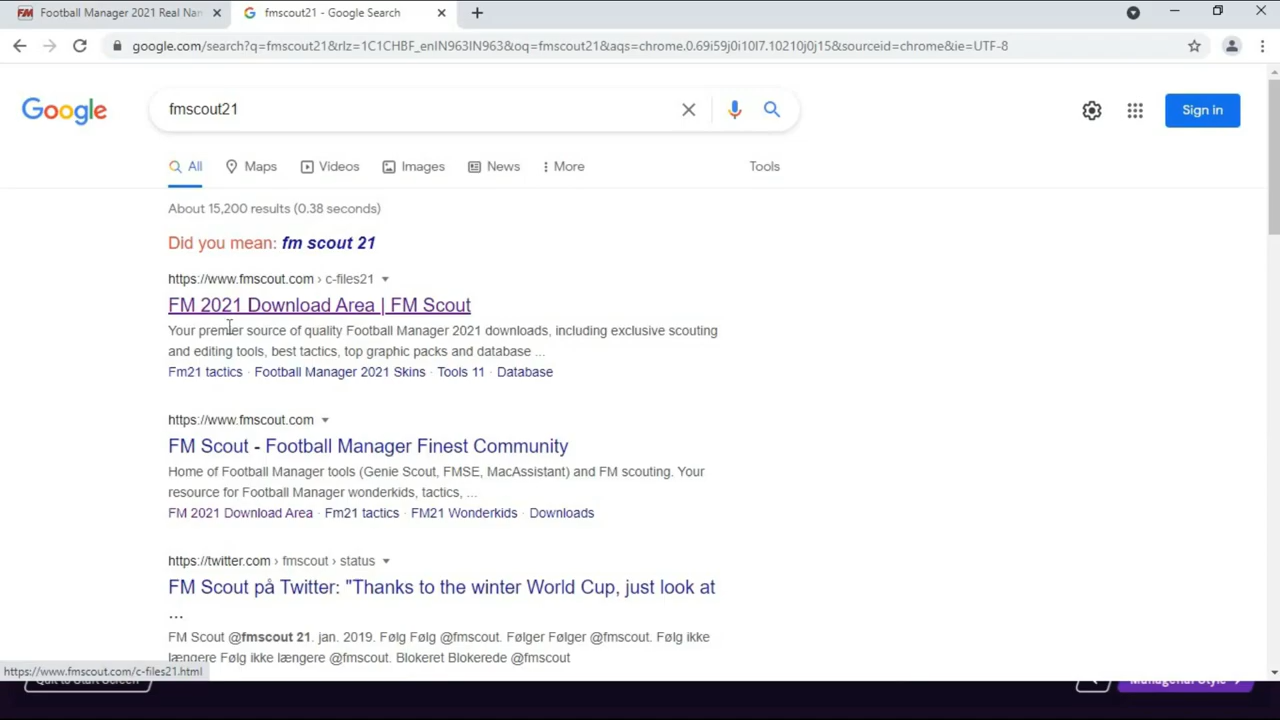 Football Manager 2021 Real Nam
fmscout21 - Google Search
google.com/search?q=fmscout21&rlz=1C1CHBF_enIN963IN963&oq=fmscout21&aqs=chrome.0.69i59j0i10l7.10210j0j15&sourceid=chrome&ie=UTF-8
Google
fmscout21
Sign in
All
Maps
Videos
Images
News
More
Tools
About 15,200 results (0.38 seconds)
Did you mean: fm scout 21
https://www.fmscout.com › c-files21
FM 2021 Download Area | FM Scout
Your premier source of quality Football Manager 2021 downloads, including exclusive scouting
and editing tools, best tactics, top graphic packs and database ...
Fm21 tactics · Football Manager 2021 Skins · Tools 11 · Database
https://www.fmscout.com
FM Scout - Football Manager Finest Community
Home of Football Manager tools (Genie Scout, FMSE, MacAssistant) and FM scouting. Your
resource for Football Manager wonderkids, tactics, ...
FM 2021 Download Area · Fm21 tactics · FM21 Wonderkids · Downloads
https://twitter.com › fmscout › status
FM Scout på Twitter: "Thanks to the winter World Cup, just look at
...
FM Scout @fmscout 21. jan. 2019. Følg Følg @fmscout. Følger Følger @fmscout. Følg ikke
længere Følg ikke længere @fmscout. Blokeret Blokerede @fmscout
https://www.fmscout.com/c-files21.html
Quit to Start Screen
Managerial Style